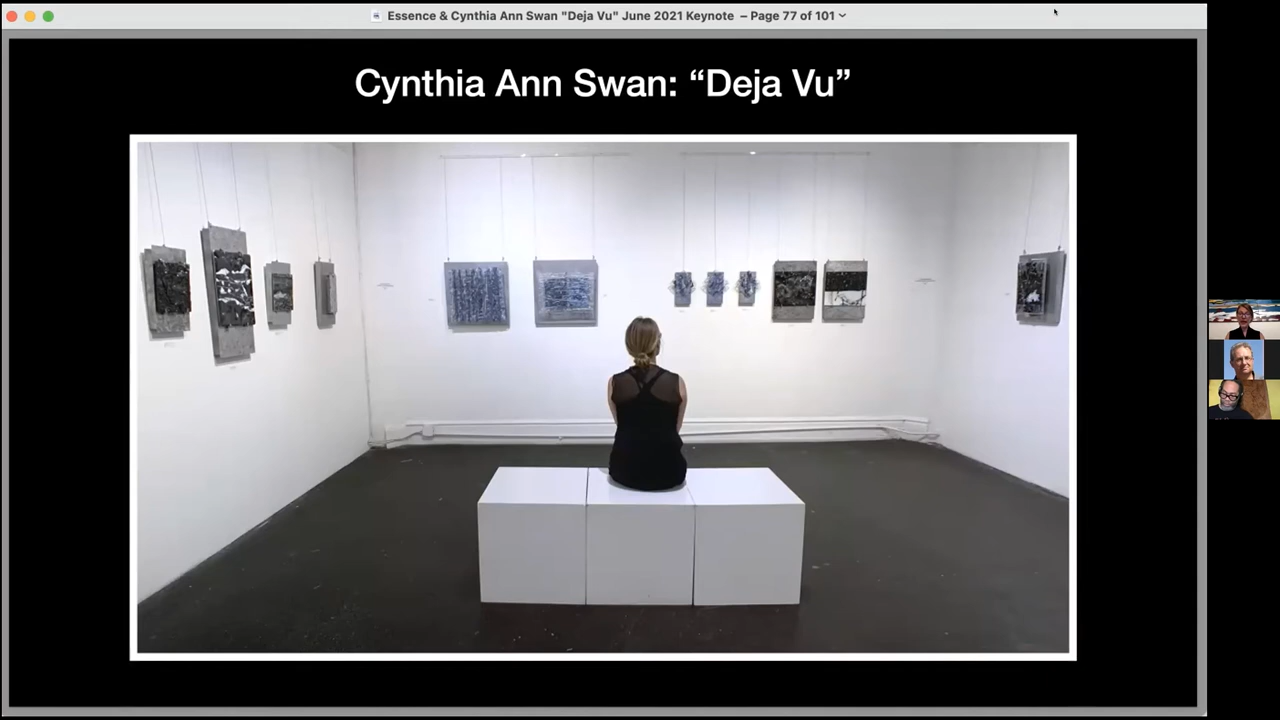 Essence & Cynthia Ann Swan "Deja Vu" June 2021 Keynote – Page 77 of 101
Cynthia Ann Swan: “Deja Vu”